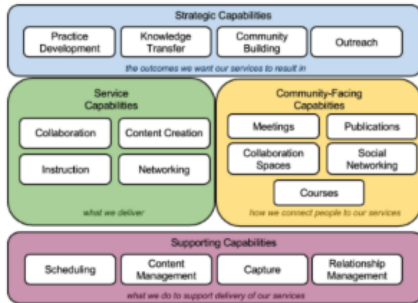 Strategic Capabilities
Practice Development
Knowledge Transfer
Community Building
Outreach
the outcomes we want our services to result in
Service
Capabilities
Collaboration
Content Creation
Instruction
Networking
what we deliver
Community-Facing
Capabilities
Meetings
Publications
Collaboration Spaces
Social Networking
Courses
how we connect people to our services
Supporting Capabilities
Scheduling
Content Management
Capture
Relationship Management
what we do to support delivery of our services